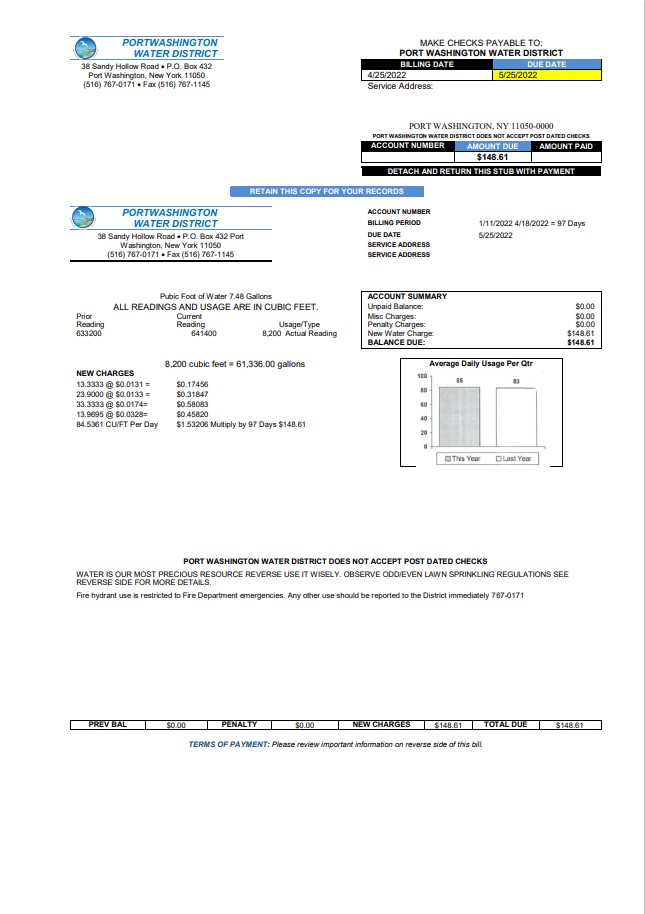 PORTWASHINGTON
WATER DISTRICT
38 Sandy Hollow Road • P.O. Box 432
Port Washington, New York 11050
(516) 767-0171 • Fax (516) 767-1145
MAKE CHECKS PAYABLE TO:
PORT WASHINGTON WATER DISTRICT
BILLING DATE DUE DATE
4/25/2022 5/25/2022
Service Address:
PORT WASHINGTON, NY 11050-0000
PORT WASHINGTON WATER DISTRICT DOES NOT ACCEPT POST DATED CHECKS
ACCOUNT NUMBER AMOUNT DUE AMOUNT PAID
$148.61
DETACH AND RETURN THIS STUB WITH PAYMENT
RETAIN THIS COPY FOR YOUR RECORDS
PORTWASHINGTON
WATER DISTRICT
38 Sandy Hollow Road • P.O. Box 432 Port
Washington, New York 11050
(516) 767-0171 • Fax (516) 767-1145
ACCOUNT NUMBER
BILLING PERIOD 1/11/2022 4/18/2022 = 97 Days
DUE DATE 5/25/2022
SERVICE ADDRESS
SERVICE ADDRESS
Pubic Foot of Water 7.48 Gallons
ALL READINGS AND USAGE ARE IN CUBIC FEET.
Prior Current
Reading Reading Usage/Type
633200 641400 8,200 Actual Reading
ACCOUNT SUMMARY
Unpaid Balance: $0.00
Misc Charges: $0.00
Penalty Charges: $0.00
New Water Charge: $148.61
BALANCE DUE: $148.61
8,200 cubic feet = 61,336.00 gallons
NEW CHARGES
13.3333 @ $0.0131 = $0.17456
23.9000 @ $0.0133 = $0.31847
33.3333 @ $0.0174= $0.58083
13.9695 @ $0.0328= $0.45820
84.5361 CU/FT Per Day $1.53206 Multiply by 97 Days $148.61
Average Daily Usage Per Qtr
100
80
60
40
20
0
85 83
This Year Last Year
PORT WASHINGTON WATER DISTRICT DOES NOT ACCEPT POST DATED CHECKS
WATER IS OUR MOST PRECIOUS RESOURCE REVERSE USE IT WISELY. OBSERVE ODD/EVEN LAWN SPRINKLING REGULATIONS SEE
REVERSE SIDE FOR MORE DETAILS.
Fire hydrant use is restricted to Fire Department emergencies. Any other use should be reported to the District immediately 767-0171
PREV BAL $0.00 PENALTY $0.00 NEW CHARGES $148.61 TOTAL DUE $148.61
TERMS OF PAYMENT: Please review important information on reverse side of this bill.